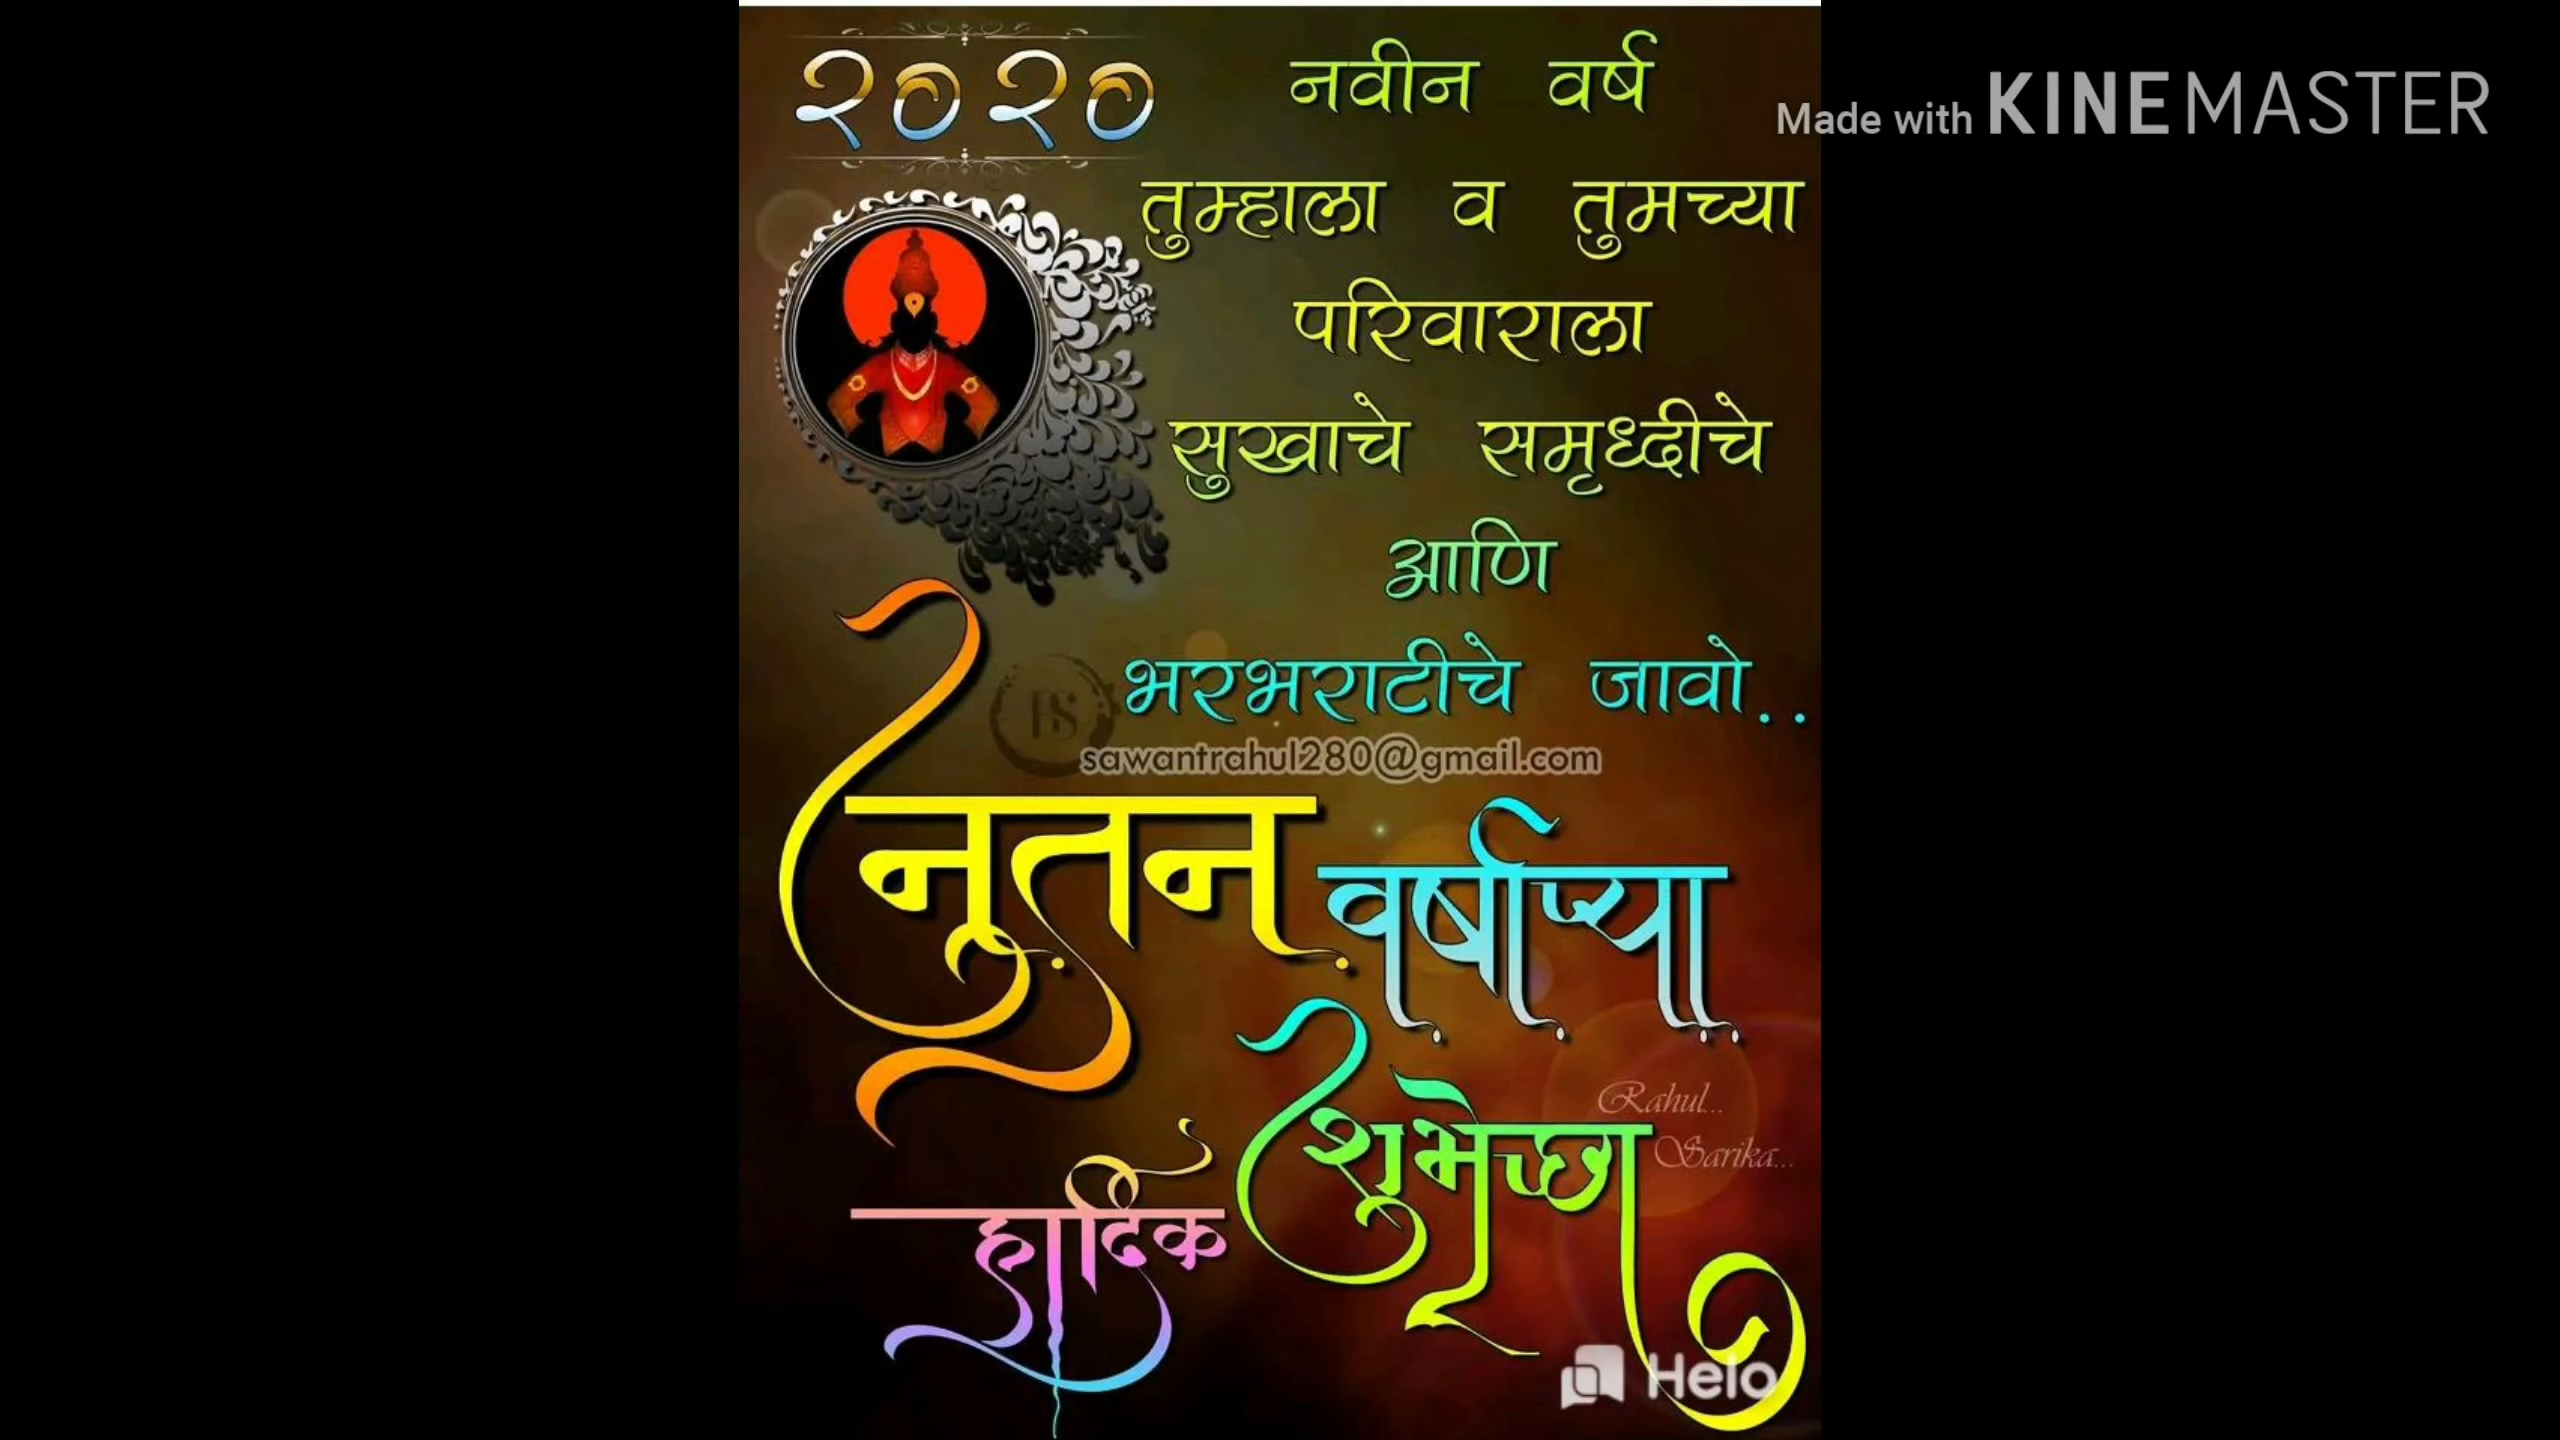 २०२०
नवीन वर्ष
Made with KINEMASTER
तुम्हाला व तुमच्या
परिवाराला
सुखाचे समृध्दीचे
आणि
भरभराटीचे जावो..
PS
sawantrahul280@gmail.com
नुतन
वर्षाच्या
Rahul...
Sarika...
शुभेच्छा
हार्दिक
Helo